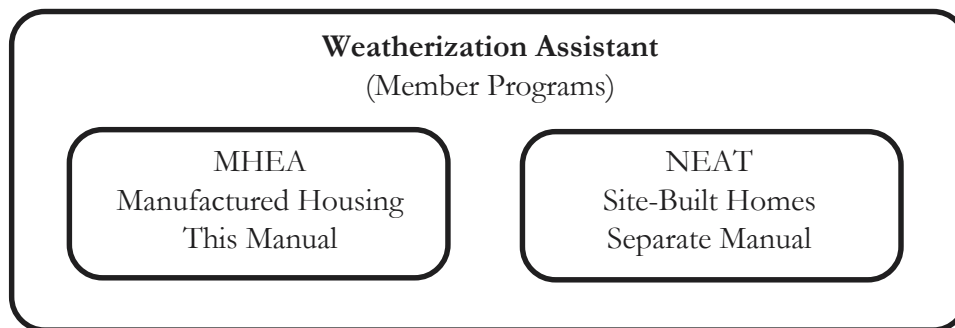 Weatherization Assistant
(Member Programs)
MHEA
Manufactured Housing
This Manual
NEAT
Site-Built Homes
Separate Manual